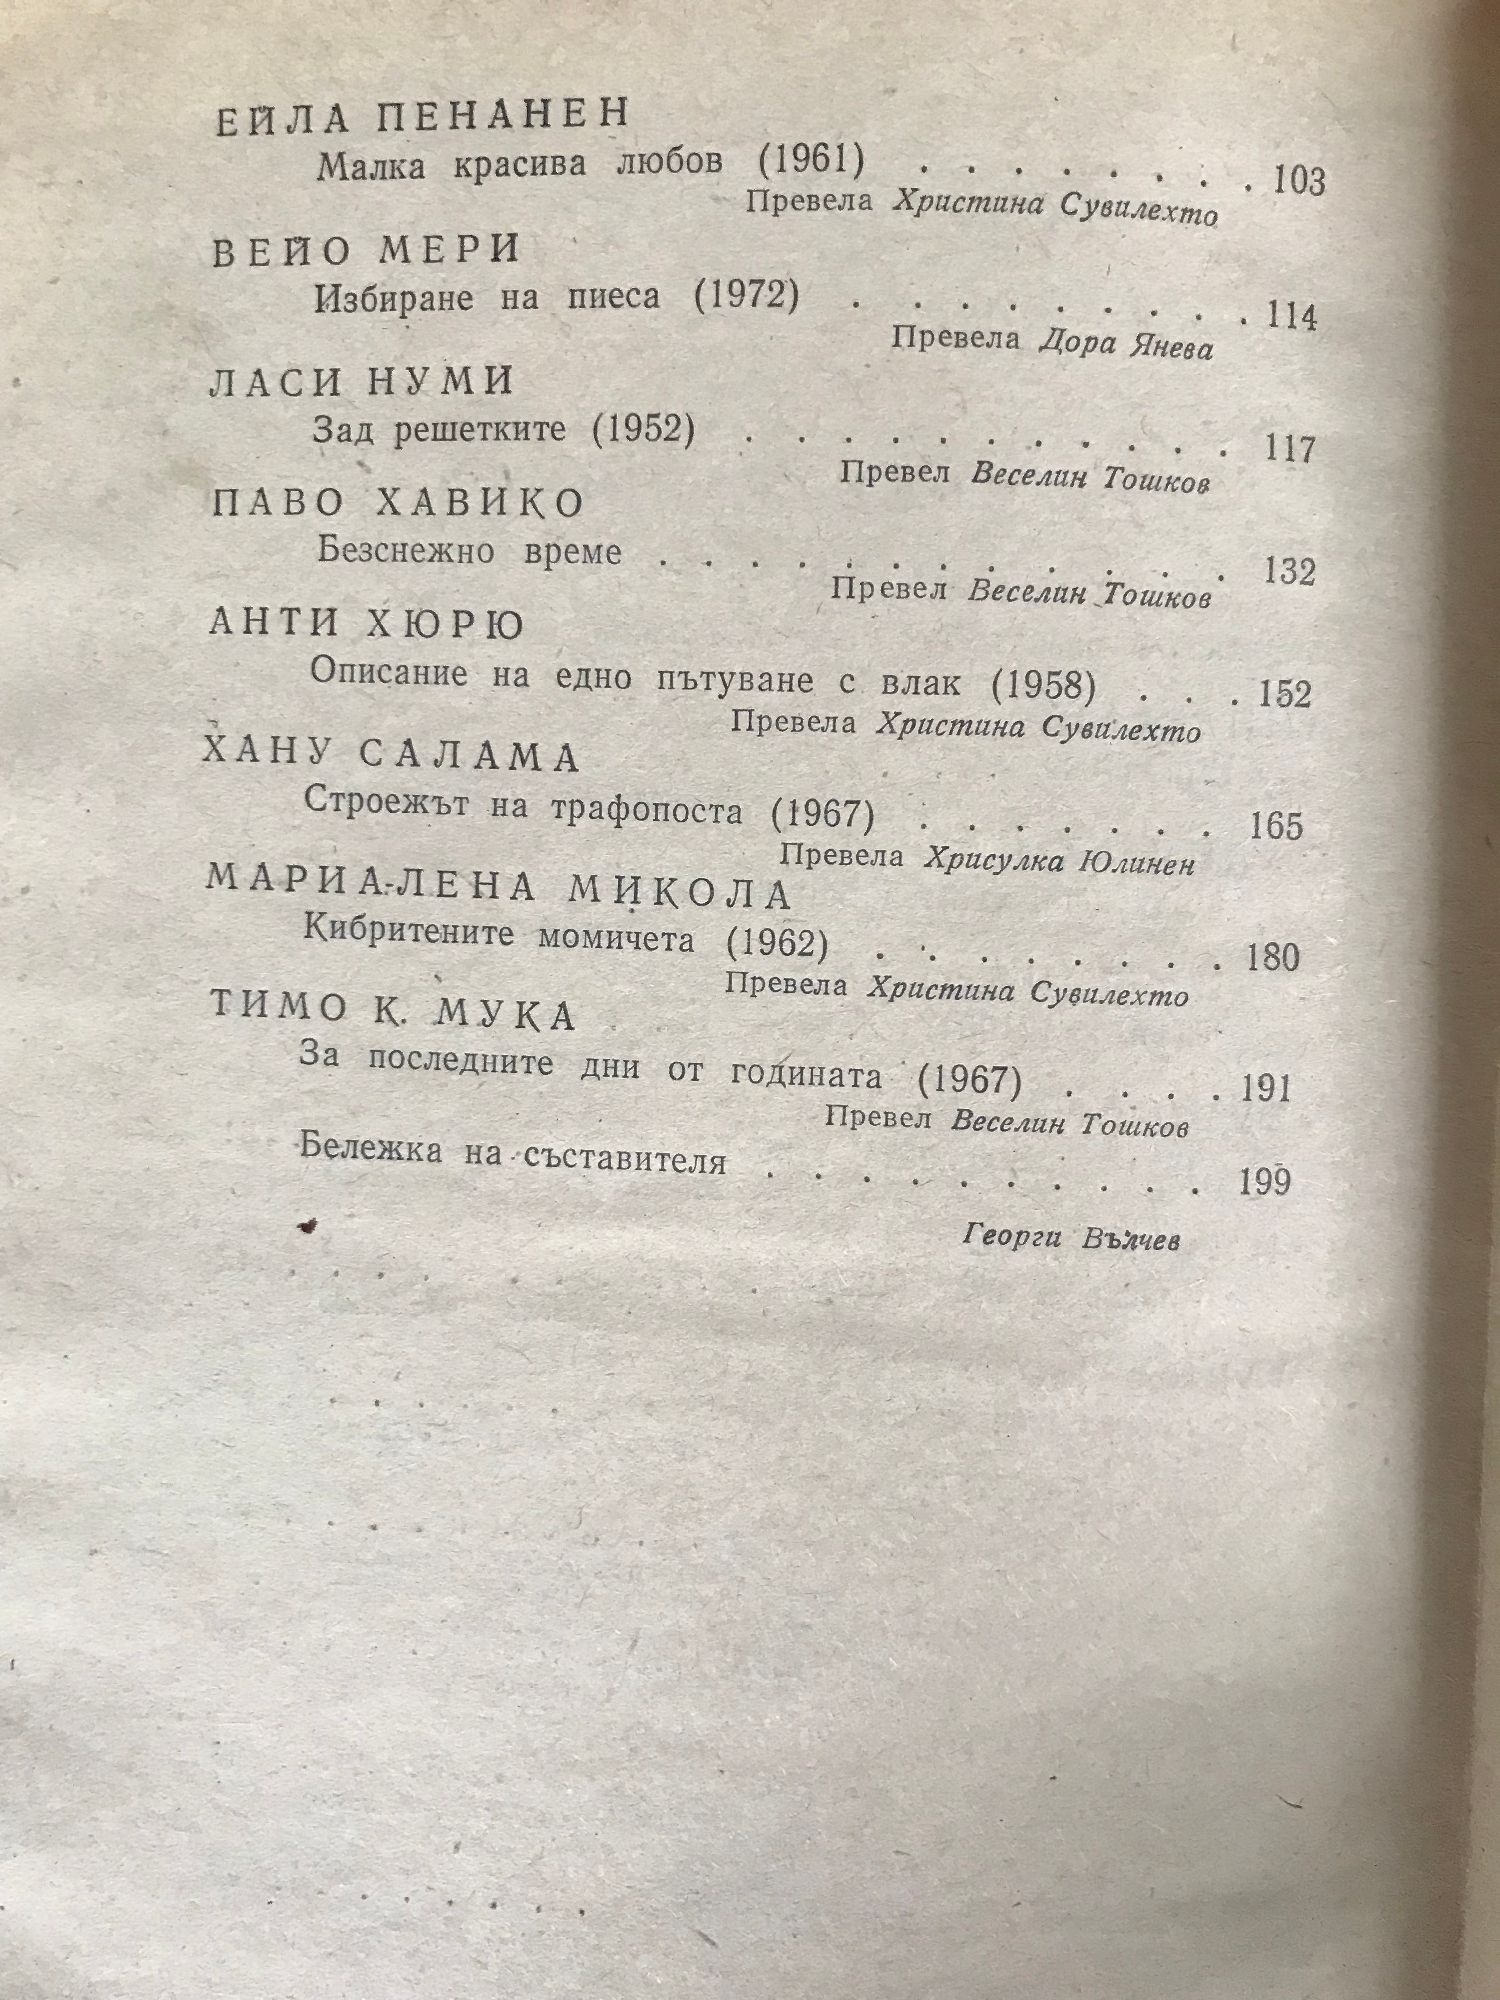 ЕЙЛА ПЕНАНЕН
Малка красива любов (1961) . . . . . . . . 103
Превела Христина Сувилехто
ВЕЙО МЕРИ
Избиране на пиеса (1972) . . . . . . . . . 114
Превела Дора Янева
ЛАСИ НУМИ
Зад решетките (1952) . . . . . . . . . . . 117
Превел Веселин Тошков
ПАВО ХАВИКО
Безснежно време . . . . . . . . . . . . 132
Превел Веселин Тошков
АНТИ ХЮРЮ
Описание на едно пътуване с влак (1958) . . . 152
Превела Христина Сувилехто
ХАНУ САЛАМА
Строежът на трафопоста (1967) . . . . . . . 165
Превела Хрисулка Юлинен
МАРИА-ЛЕНА МИКОЛА
Кибритените момичета (1962) . . . . . . . . 180
Превела Христина Сувилехто
ТИМО К. МУКА
За последните дни от годината (1967) . . . . 191
Превел Веселин Тошков
Бележка на съставителя . . . . . . . . . . 199
Георги Вълчев